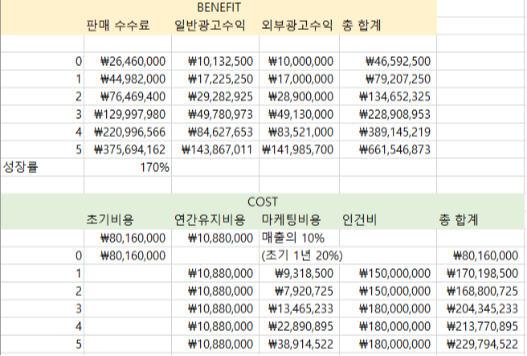 BENEFIT
판매 수수료 일반광고수익 외부광고수익 총 합계
0 ₩26,460,000 ₩10,132,500 ₩10,000,000 ₩46,592,500
1 ₩44,982,000 ₩17,225,250 ₩17,000,000 ₩79,207,250
2 ₩76,469,400 ₩29,282,925 ₩28,900,000 ₩134,652,325
3 ₩129,997,980 ₩49,780,973 ₩49,130,000 ₩228,908,953
4 ₩220,996,566 ₩84,627,653 ₩83,521,000 ₩389,145,219
5 ₩375,694,162 ₩143,867,011 ₩141,985,700 ₩661,546,873
성장률 170%
COST
초기비용 연간유지비용 마케팅비용 인건비 총 합계
₩80,160,000 ₩10,880,000 매출의 10%
0 ₩80,160,000 (초기 1년 20%) ₩80,160,000
1 ₩10,880,000 ₩9,318,500 ₩150,000,000 ₩170,198,500
2 ₩10,880,000 ₩7,920,725 ₩150,000,000 ₩168,800,725
3 ₩10,880,000 ₩13,465,233 ₩180,000,000 ₩204,345,233
4 ₩10,880,000 ₩22,890,895 ₩180,000,000 ₩213,770,895
5 ₩10,880,000 ₩38,914,522 ₩180,000,000 ₩229,794,522